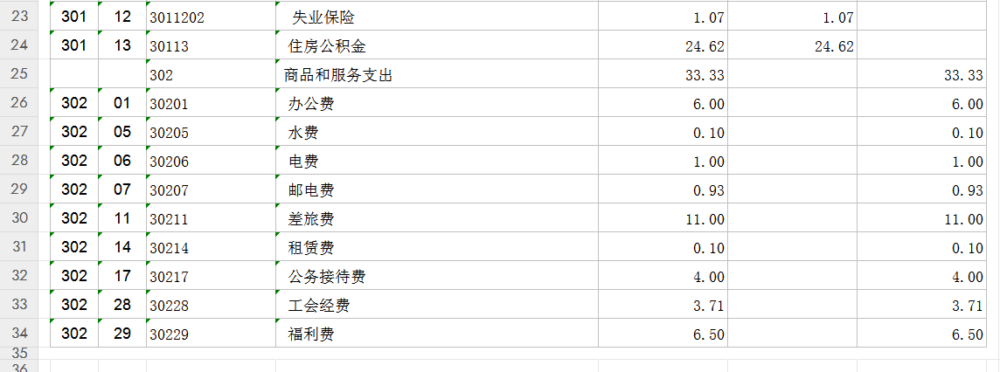 23 301 12 3011202 失业保险 1.07 1.07
24 301 13 30113 住房公积金 24.62 24.62
25 302 商品和服务支出 33.33 33.33
26 302 01 30201 办公费 6.00 6.00
27 302 05 30205 水费 0.10 0.10
28 302 06 30206 电费 1.00 1.00
29 302 07 30207 邮电费 0.93 0.93
30 302 11 30211 差旅费 11.00 11.00
31 302 14 30214 租赁费 0.10 0.10
32 302 17 30217 公务接待费 4.00 4.00
33 302 28 30228 工会经费 3.71 3.71
34 302 29 30229 福利费 6.50 6.50
35
36